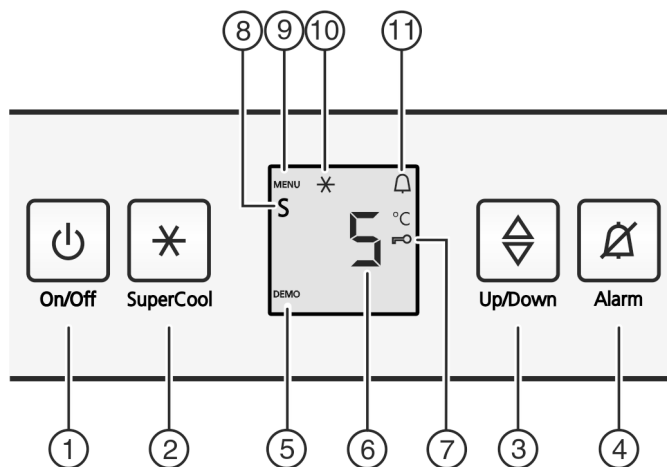 8 9 10 11
MENU
S
5 °C
DEMO
On/Off SuperCool Up/Down Alarm
1 2 5 6 7 3 4